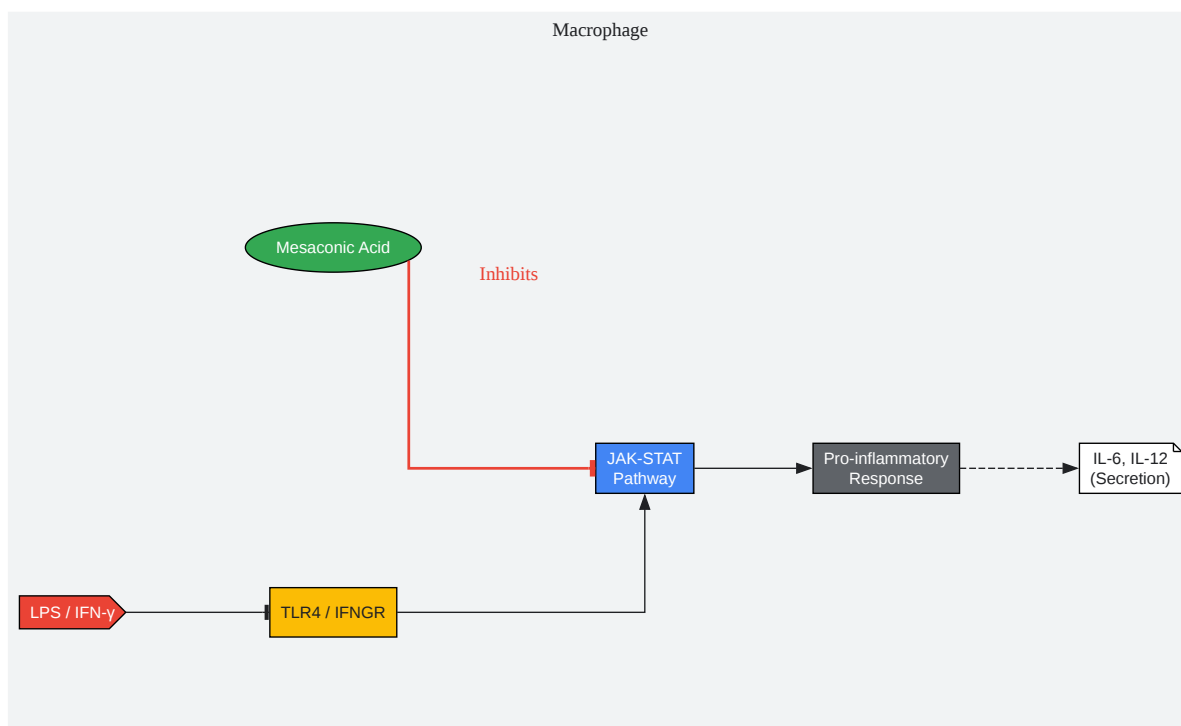 Macrophage
Mesaconic Acid
Inhibits
JAK-STAT
Pathway
Pro-inflammatory
Response
IL-6, IL-12
(Secretion)
LPS / IFN-γ
TLR4 / IFNGR